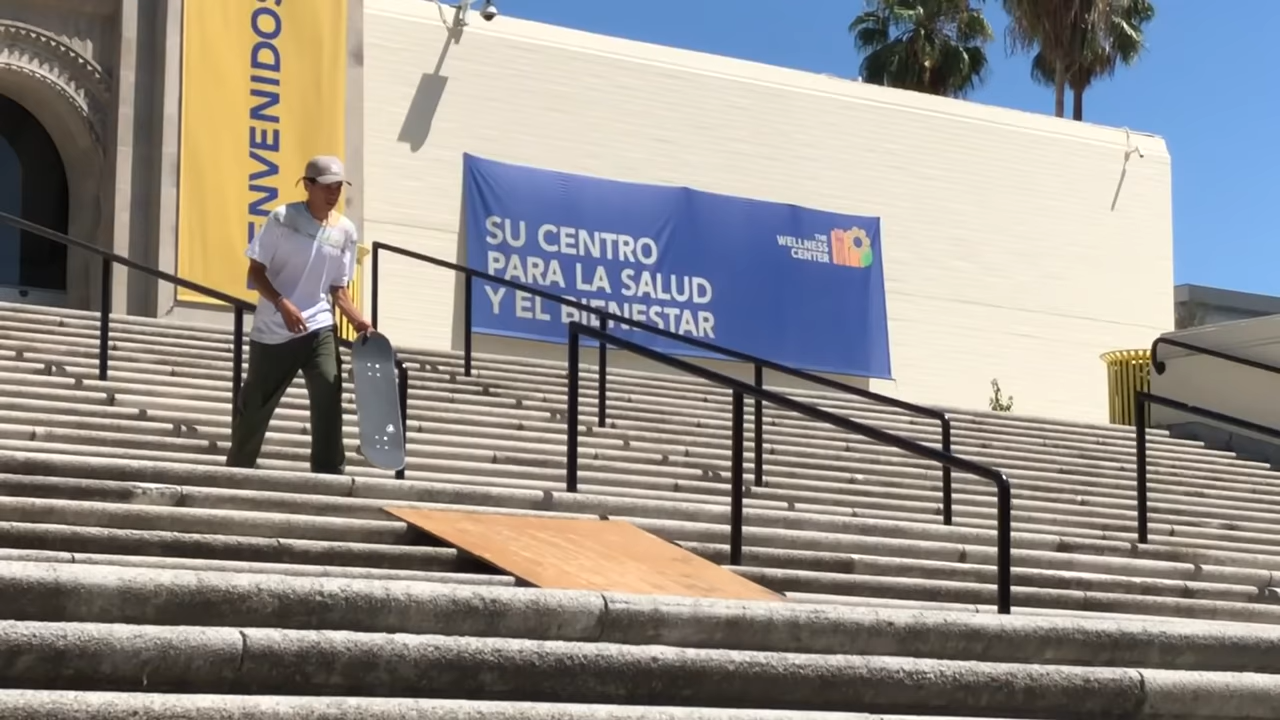 ENVENIDOS
SU CENTRO
PARA LA SALUD
Y EL BIENESTAR
THE
WELLNESS
CENTER